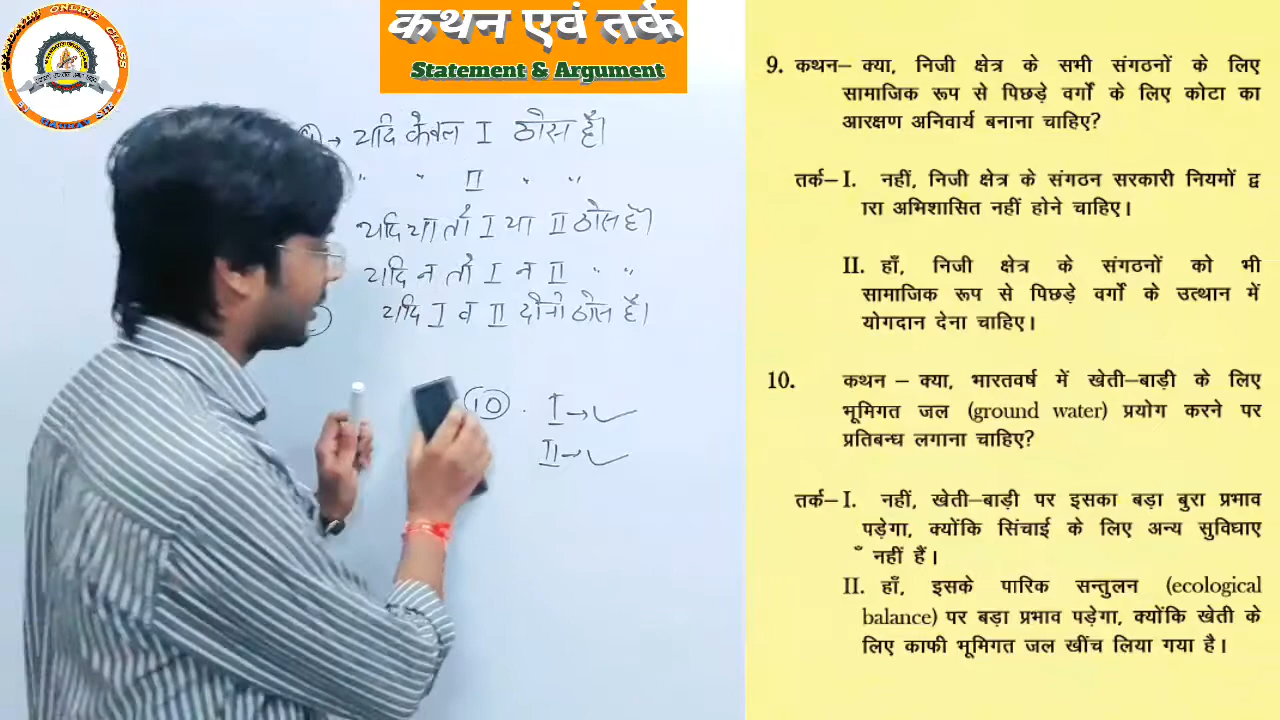 कथन एवं तर्क
Statement & Argument
GYANJYOTI ONLINE CLASS
→ यदि केवल I ठोस है।
" " II " "
यदि या तो I या II ठोस है।
यदि न तो I न II " "
यदि I व II दोनो ठोस है।
10. I → ✓
II → ✓
9. कथन– क्या, निजी क्षेत्र के सभी संगठनों के लिए
सामाजिक रूप से पिछड़े वर्गों के लिए कोटा का
आरक्षण अनिवार्य बनाना चाहिए?
तर्क– I. नहीं, निजी क्षेत्र के संगठन सरकारी नियमों द्व
ारा अभिशासित नहीं होने चाहिए।
II. हाँ, निजी क्षेत्र के संगठनों को भी
सामाजिक रूप से पिछड़े वर्गों के उत्थान में
योगदान देना चाहिए।
10. कथन – क्या, भारतवर्ष में खेती–बाड़ी के लिए
भूमिगत जल (ground water) प्रयोग करने पर
प्रतिबन्ध लगाना चाहिए?
तर्क– I. नहीं, खेती–बाड़ी पर इसका बड़ा बुरा प्रभाव
पड़ेगा, क्योंकि सिंचाई के लिए अन्य सुविधाए
ँ नहीं हैं।
II. हाँ, इसके पारिक सन्तुलन (ecological
balance) पर बड़ा प्रभाव पड़ेगा, क्योंकि खेती के
लिए काफी भूमिगत जल खींच लिया गया है।